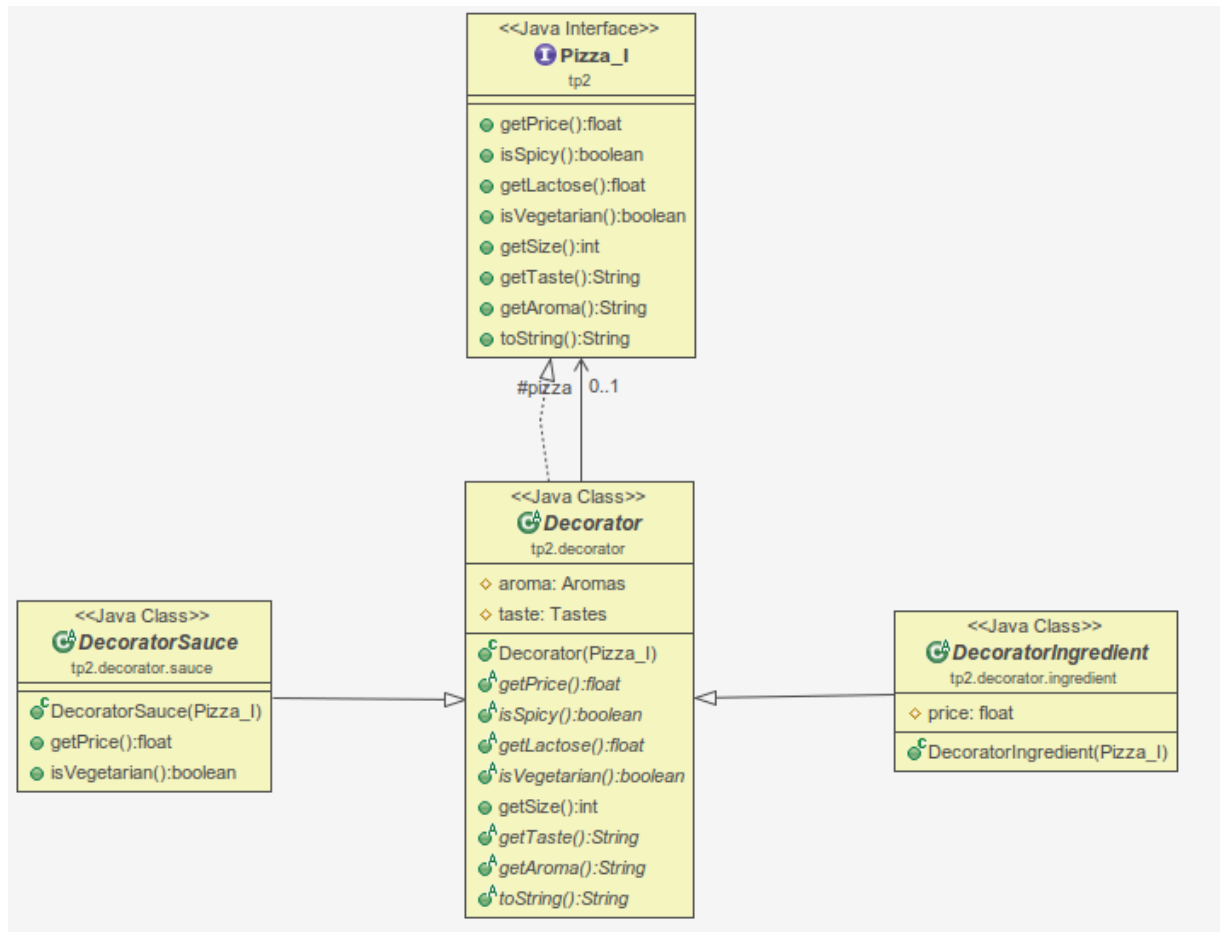 <<Java Interface>>
Pizza_I
tp2
getPrice():float
isSpicy():boolean
getLactose():float
isVegetarian():boolean
getSize():int
getTaste():String
getAroma():String
toString():String
#pizza
0..1
<<Java Class>>
Decorator
tp2.decorator
aroma: Aromas
taste: Tastes
Decorator(Pizza_I)
getPrice():float
isSpicy():boolean
getLactose():float
isVegetarian():boolean
getSize():int
getTaste():String
getAroma():String
toString():String
<<Java Class>>
DecoratorSauce
tp2.decorator.sauce
DecoratorSauce(Pizza_I)
getPrice():float
isVegetarian():boolean
<<Java Class>>
DecoratorIngredient
tp2.decorator.ingredient
price: float
DecoratorIngredient(Pizza_I)